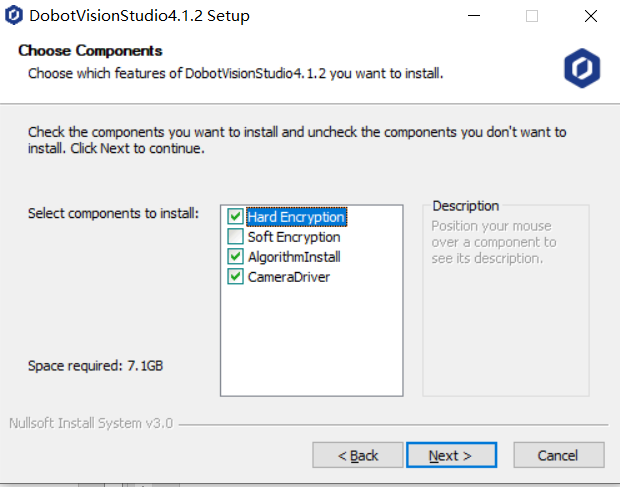 DobotVisionStudio4.1.2 Setup
Choose Components
Choose which features of DobotVisionStudio4.1.2 you want to install.
Check the components you want to install and uncheck the components you don't want to
install. Click Next to continue.
Select components to install:
Hard Encryption
Soft Encryption
AlgorithmInstall
CameraDriver
Description
Position your mouse
over a component to
see its description.
Space required: 7.1GB
Nullsoft Install System v3.0
< Back
Next >
Cancel